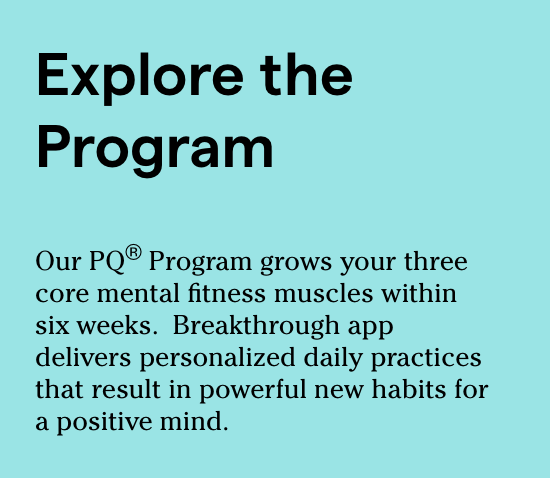 Explore the
Program
Our PQ® Program grows your three
core mental fitness muscles within
six weeks.  Breakthrough app
delivers personalized daily practices
that result in powerful new habits for
a positive mind.